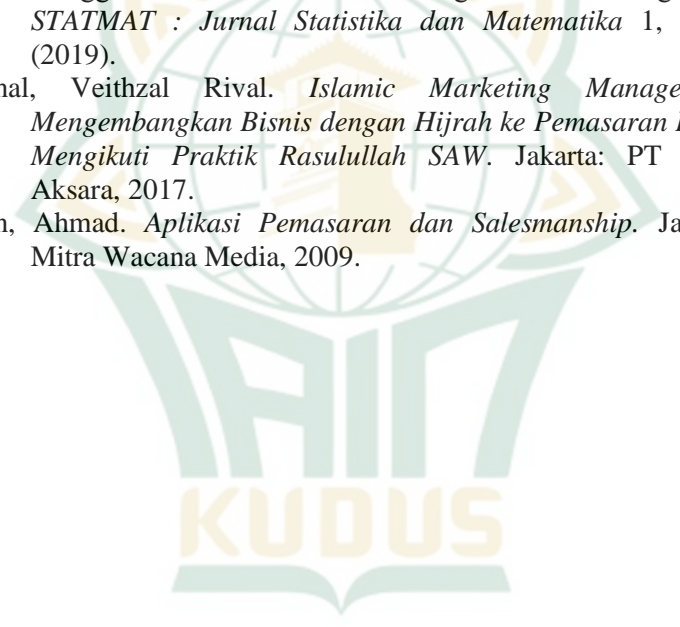 STATMAT : Jurnal Statistika dan Matematika 1,
(2019).
nal, Veithzal Rival. Islamic Marketing Manage
Mengembangkan Bisnis dengan Hijrah ke Pemasaran
Mengikuti Praktik Rasulullah SAW. Jakarta: PT
Aksara, 2017.
n, Ahmad. Aplikasi Pemasaran dan Salesmanship. Ja
Mitra Wacana Media, 2009.
IAIN
KUDUS